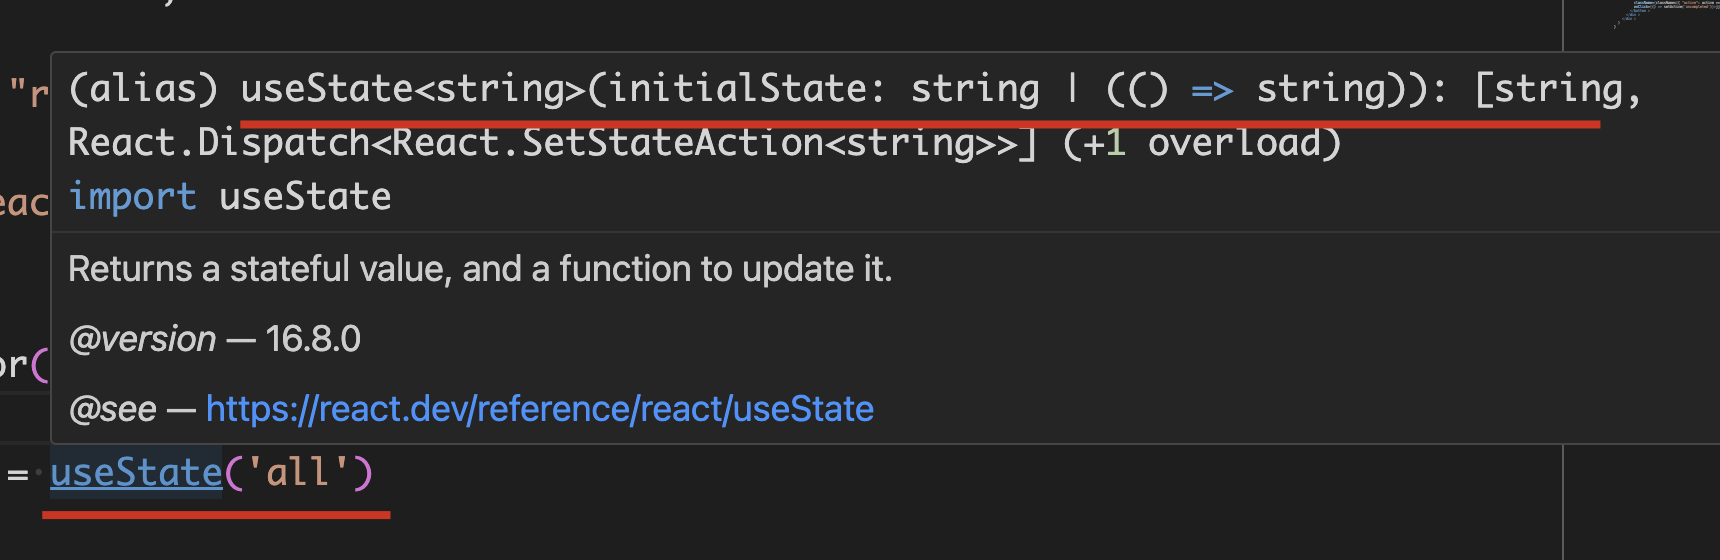 "r
(alias) useState<string>(initialState: string | (() => string)): [string,
React.Dispatch<React.SetStateAction<string>>] (+1 overload)
import useState
eac
Returns a stateful value, and a function to update it.
@version — 16.8.0
or(
@see — https://react.dev/reference/react/useState
= useState('all')